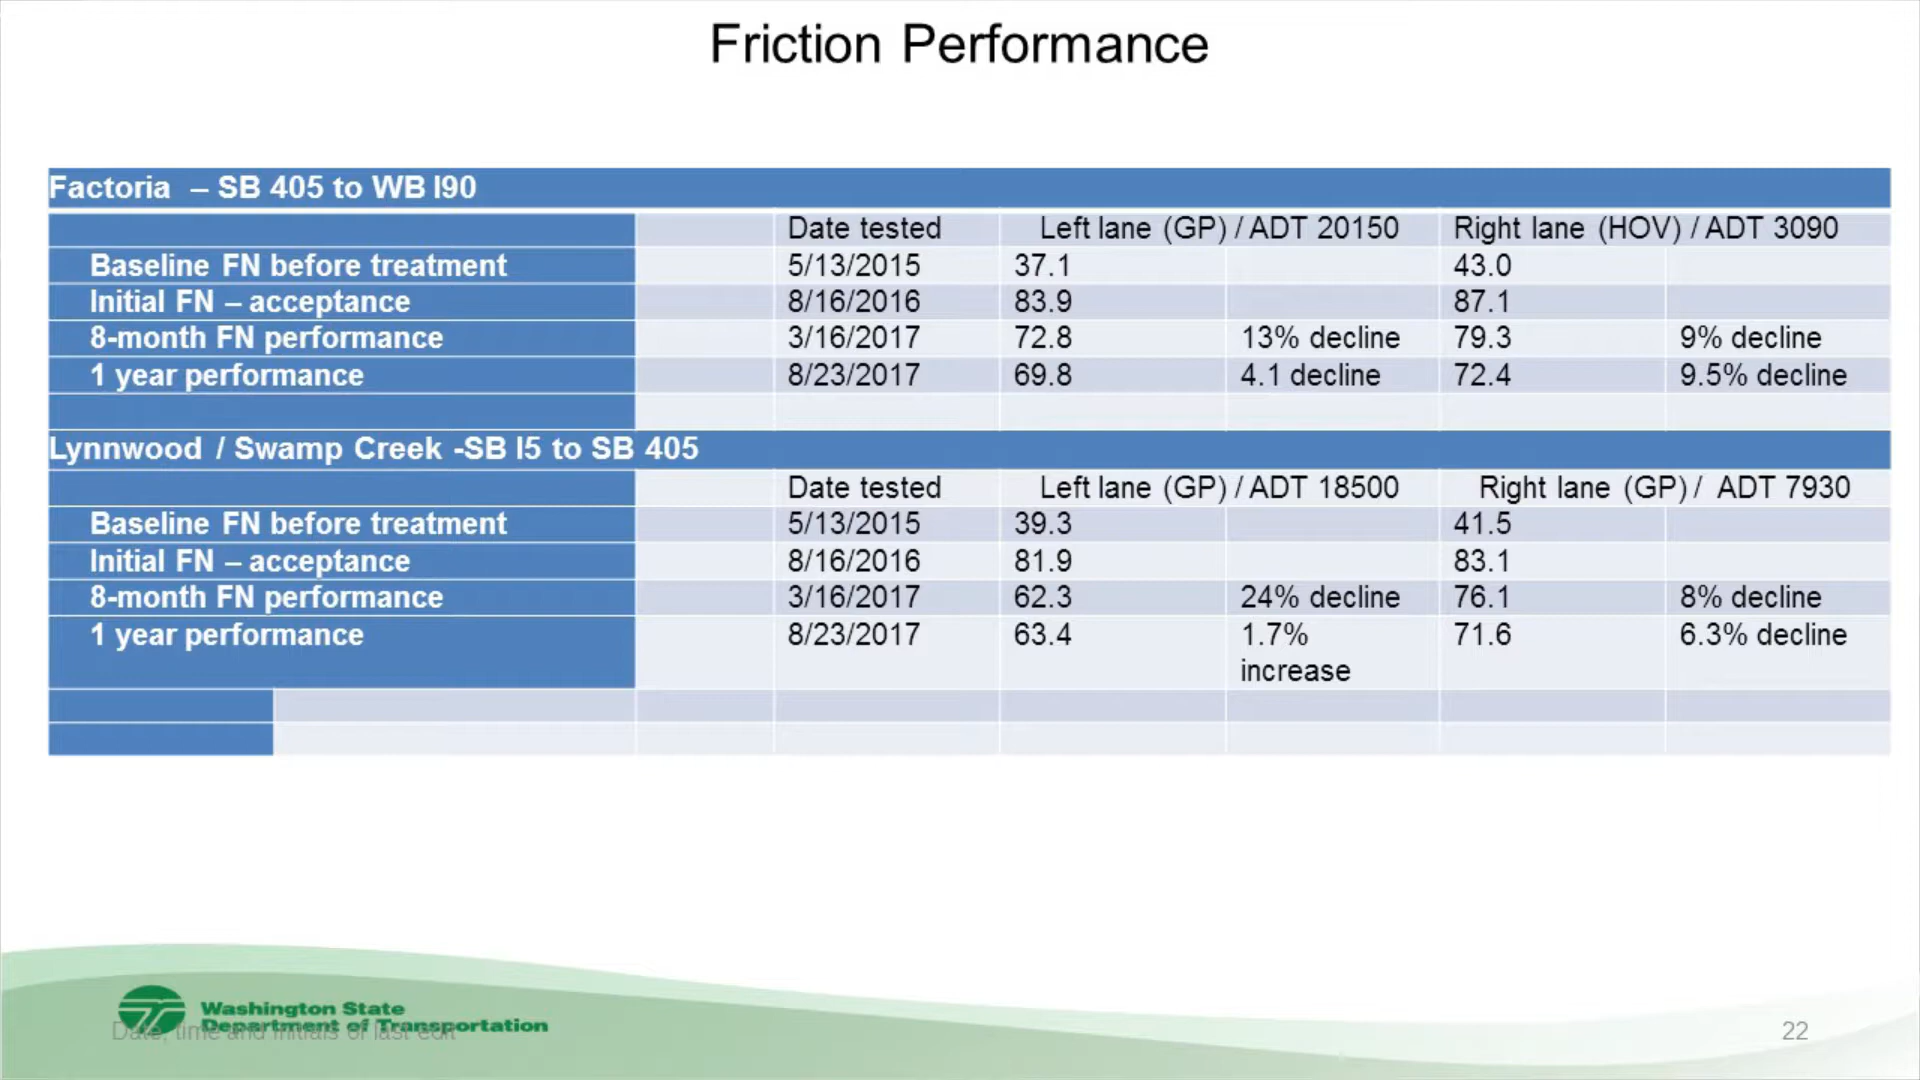 Friction Performance
Factoria – SB 405 to WB I90
Date tested Left lane (GP) / ADT 20150 Right lane (HOV) / ADT 3090
Baseline FN before treatment 5/13/2015 37.1 43.0
Initial FN – acceptance 8/16/2016 83.9 87.1
8-month FN performance 3/16/2017 72.8 13% decline 79.3 9% decline
1 year performance 8/23/2017 69.8 4.1 decline 72.4 9.5% decline
Lynnwood / Swamp Creek -SB I5 to SB 405
Date tested Left lane (GP) / ADT 18500 Right lane (GP) / ADT 7930
Baseline FN before treatment 5/13/2015 39.3 41.5
Initial FN – acceptance 8/16/2016 81.9 83.1
8-month FN performance 3/16/2017 62.3 24% decline 76.1 8% decline
1 year performance 8/23/2017 63.4 1.7% 71.6 6.3% decline
increase
Washington State
Department of Transportation
Date, time and initials of last edit
22